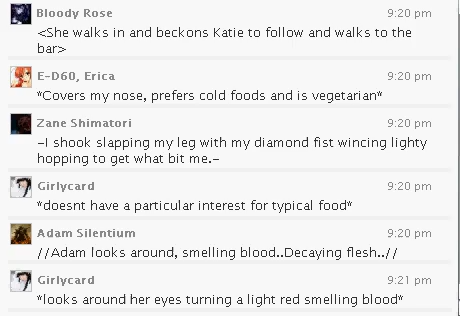 Bloody Rose 9:20 pm
<She walks in and beckons Katie to follow and walks to the
bar>
E-D60, Erica 9:20 pm
*Covers my nose, prefers cold foods and is vegetarian*
Zane Shimatori 9:20 pm
-I shook slapping my leg with my diamond fist wincing lighty
hopping to get what bit me.-
Girlycard 9:20 pm
*doesnt have a particular interest for typical food*
Adam Silentium 9:20 pm
//Adam looks around, smelling blood..Decaying flesh..//
Girlycard 9:21 pm
*looks around her eyes turning a light red smelling blood*